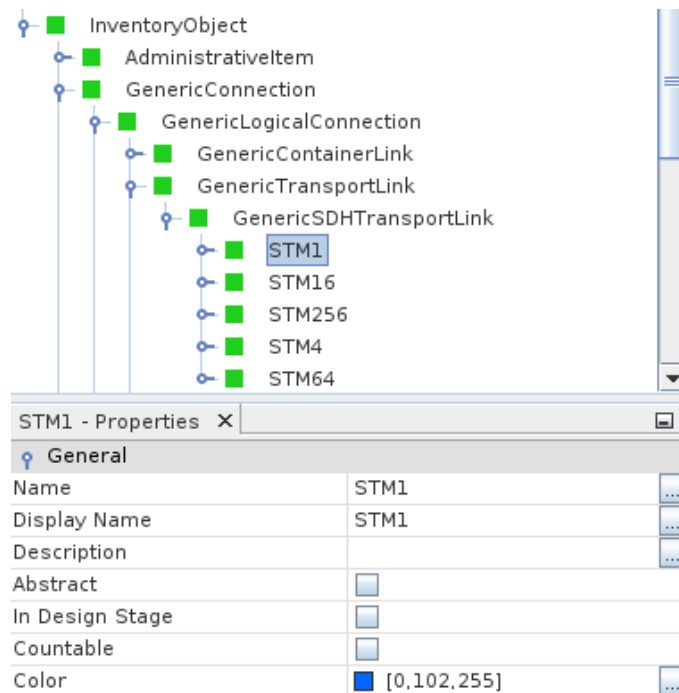 InventoryObject
AdministrativeItem
GenericConnection
GenericLogicalConnection
GenericContainerLink
GenericTransportLink
GenericSDHTransportLink
STM1
STM16
STM256
STM4
STM64
STM1 - Properties X
General
Name STM1 ...
Display Name STM1 ...
Description ...
Abstract
In Design Stage
Countable
Color [0,102,255] ...